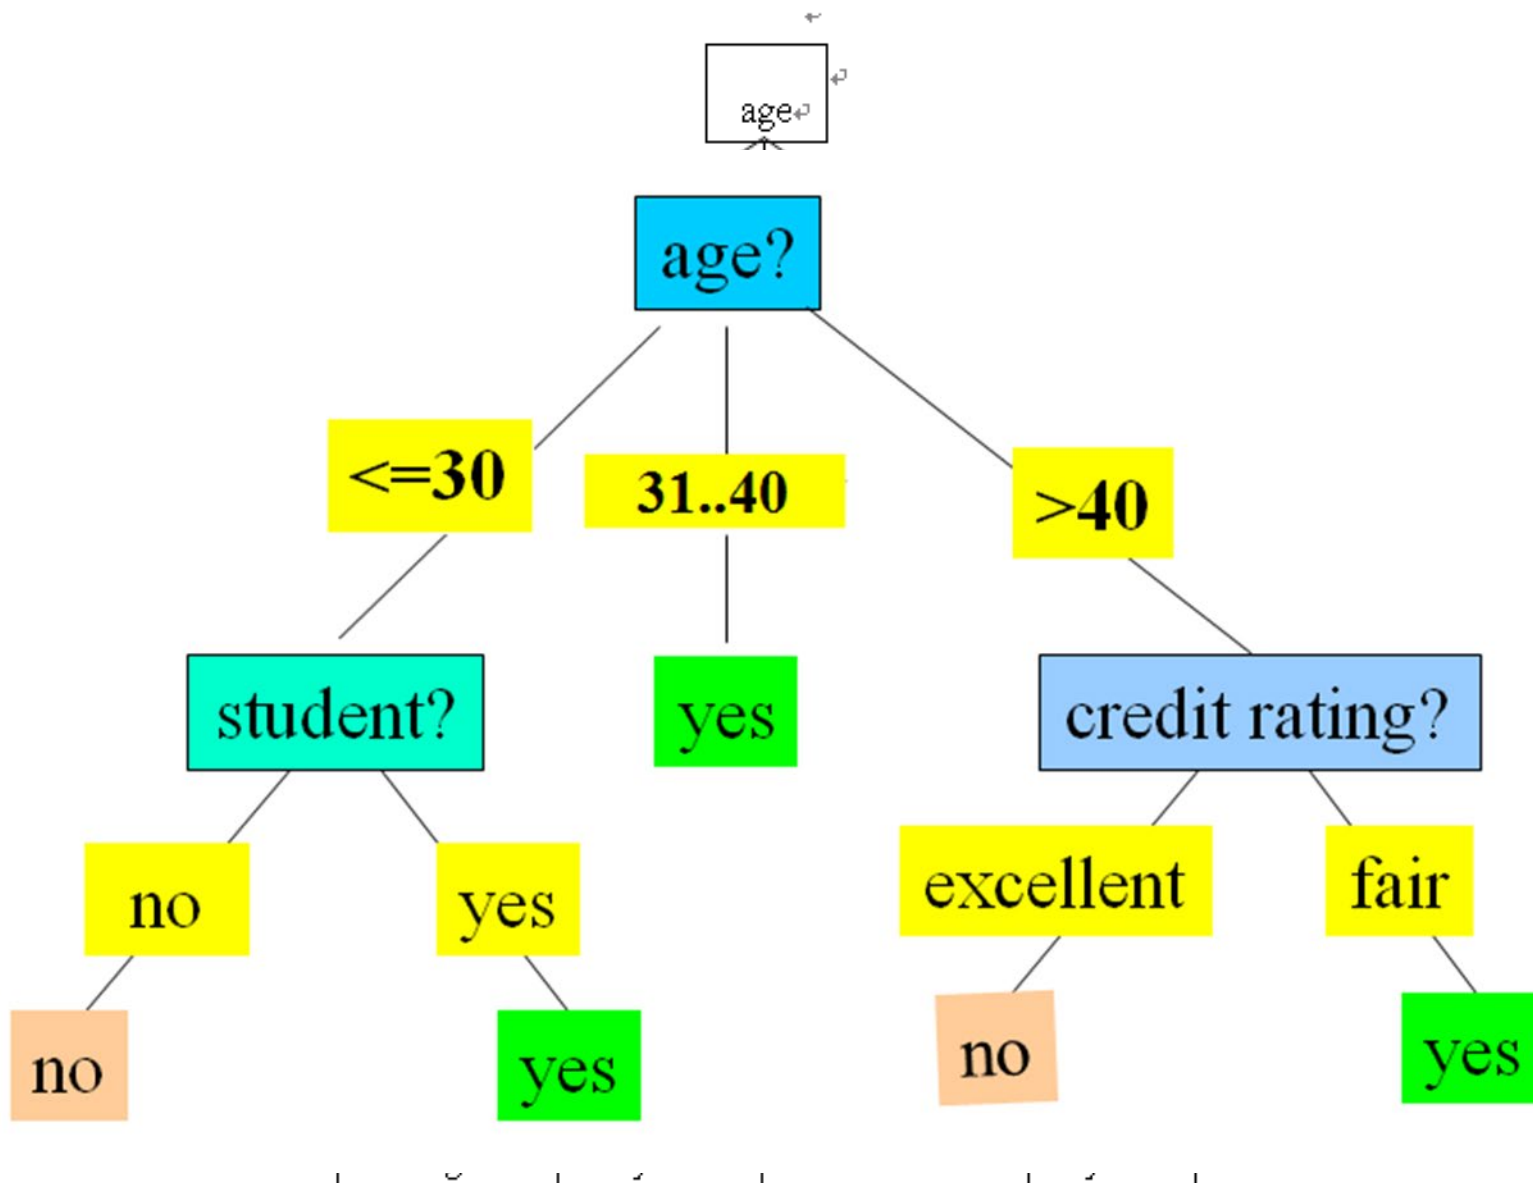 age
age?
<=30
31..40
>40
student?
yes
credit rating?
no
yes
excellent
fair
no
yes
no
yes